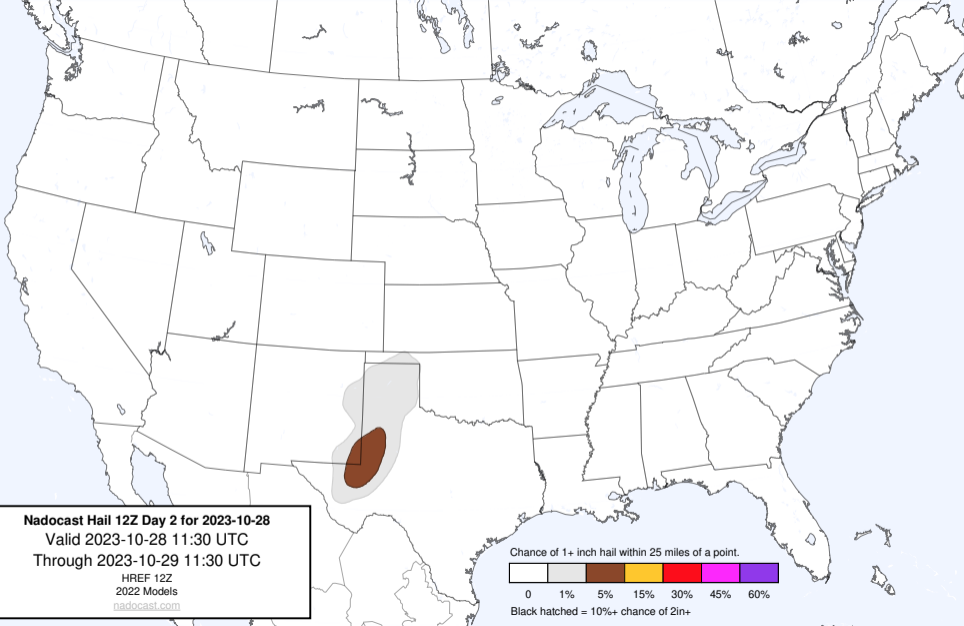 Nadocast Hail 12Z Day 2 for 2023-10-28
Valid 2023-10-28 11:30 UTC
Through 2023-10-29 11:30 UTC
HREF 12Z
2022 Models
nadocast.com
Chance of 1+ inch hail within 25 miles of a point.
0 1% 5% 15% 30% 45% 60%
Black hatched = 10%+ chance of 2in+